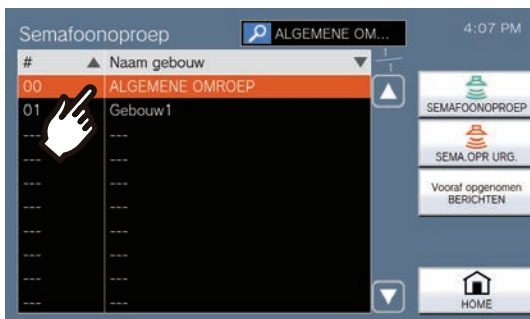 Semafoonoproep
ALGEMENE OM...
4:07 PM
# ▲ Naam gebouw ▼
1/1
00 ALGEMENE OMROEP
01 Gebouw1
--- ---
--- ---
--- ---
--- ---
--- ---
--- ---
--- ---
SEMAFOONOPROEP
SEMA.OPR URG.
Vooraf opgenomen
BERICHTEN
HOME